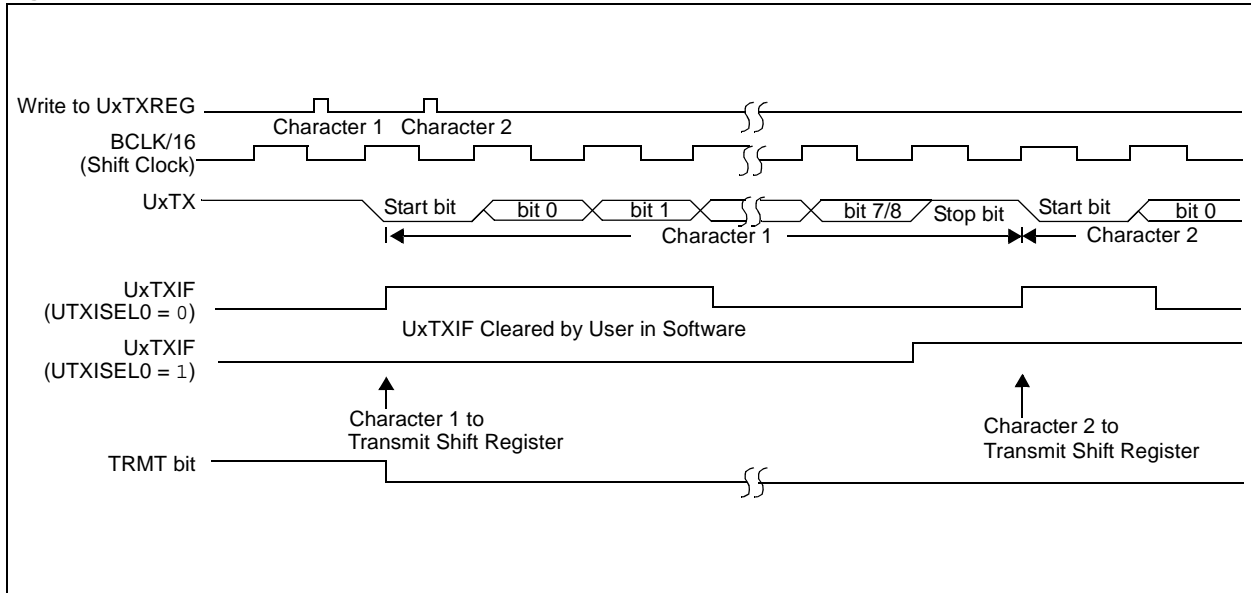 Write to UxTXREG
Character 1 Character 2
BCLK/16
(Shift Clock)
UxTX
Start bit bit 0 bit 1 bit 7/8 Stop bit Start bit bit 0
Character 1 Character 2
UxTXIF
(UTXISEL0 = 0)
UxTXIF Cleared by User in Software
UxTXIF
(UTXISEL0 = 1)
Character 1 to
Transmit Shift Register
Character 2 to
Transmit Shift Register
TRMT bit